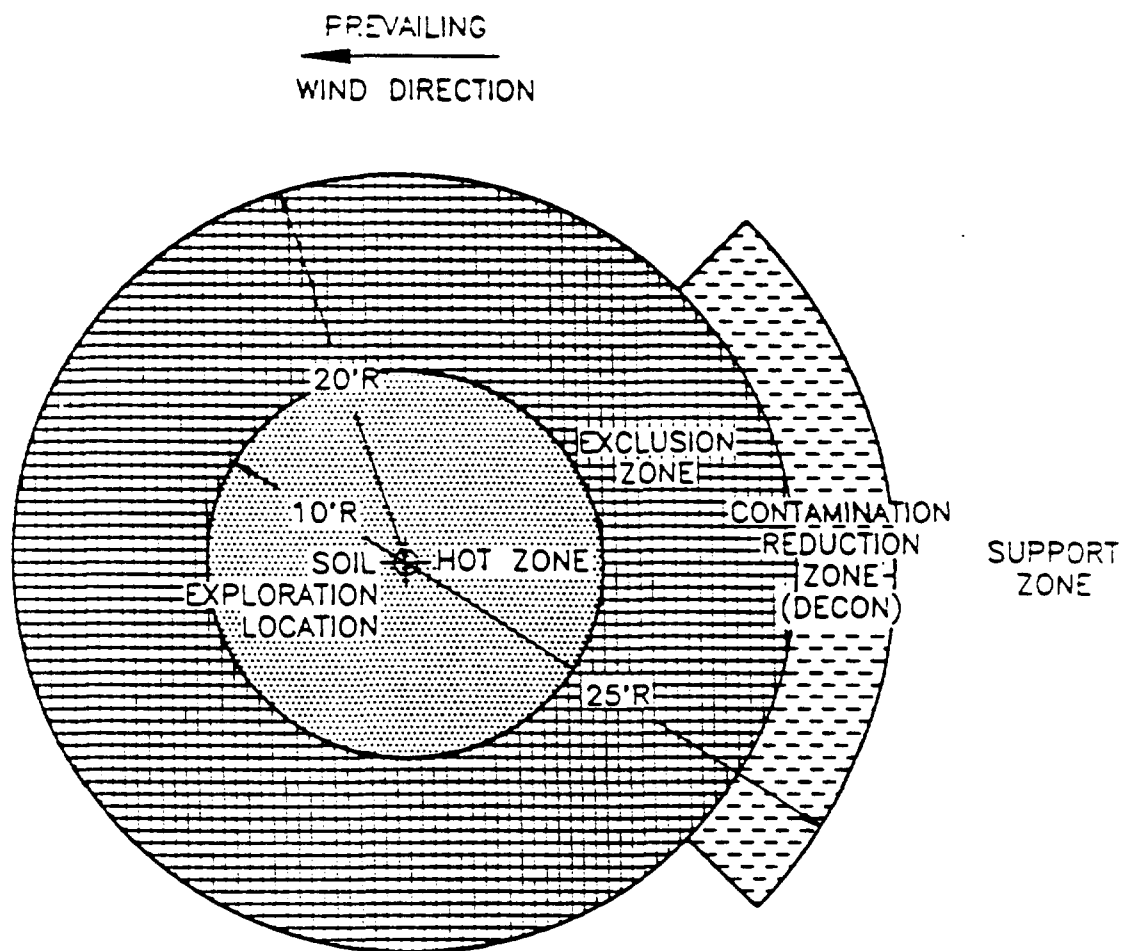 PREVAILING
WIND DIRECTION
20'R
EXCLUSION
ZONE
10'R
CONTAMINATION
REDUCTION
ZONE
(DECON)
SOIL
EXPLORATION
LOCATION
HOT ZONE
SUPPORT
ZONE
25'R